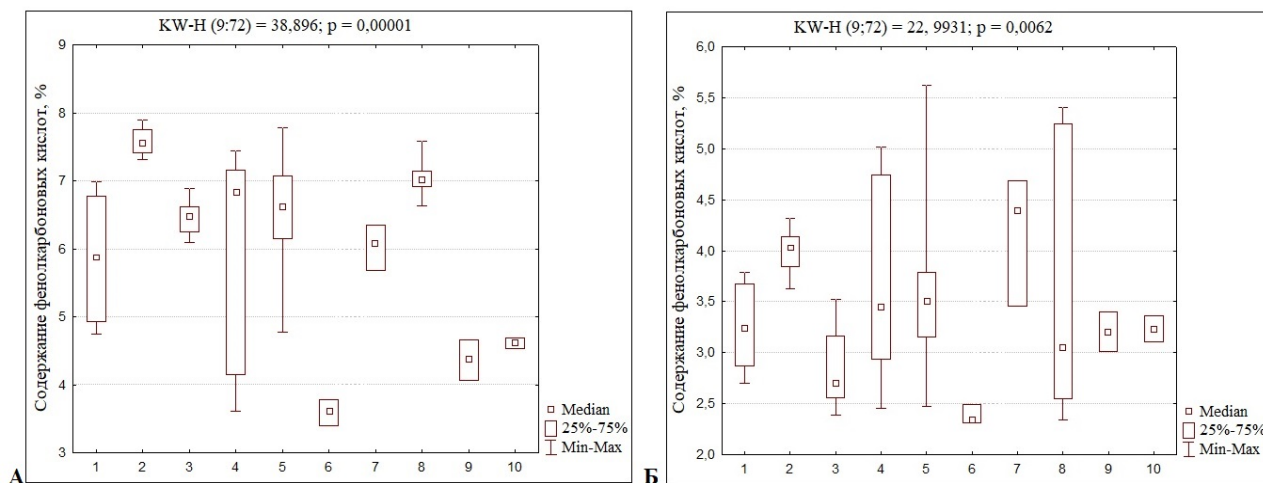 KW-H (9:72) = 38,896; p = 0,00001
Содержание фенолкарбоновых кислот, %
9
8
7
6
5
4
3
1 2 3 4 5 6 7 8 9 10
Median
25%-75%
Min-Max
А
KW-H (9;72) = 22, 9931; p = 0,0062
Содержание фенолкарбоновых кислот, %
6,0
5,5
5,0
4,5
4,0
3,5
3,0
2,5
2,0
1 2 3 4 5 6 7 8 9 10
Median
25%-75%
Min-Max
Б